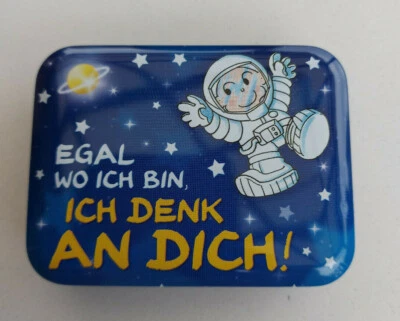 EGAL
WO ICH BIN,
ICH DENK
AN DICH!